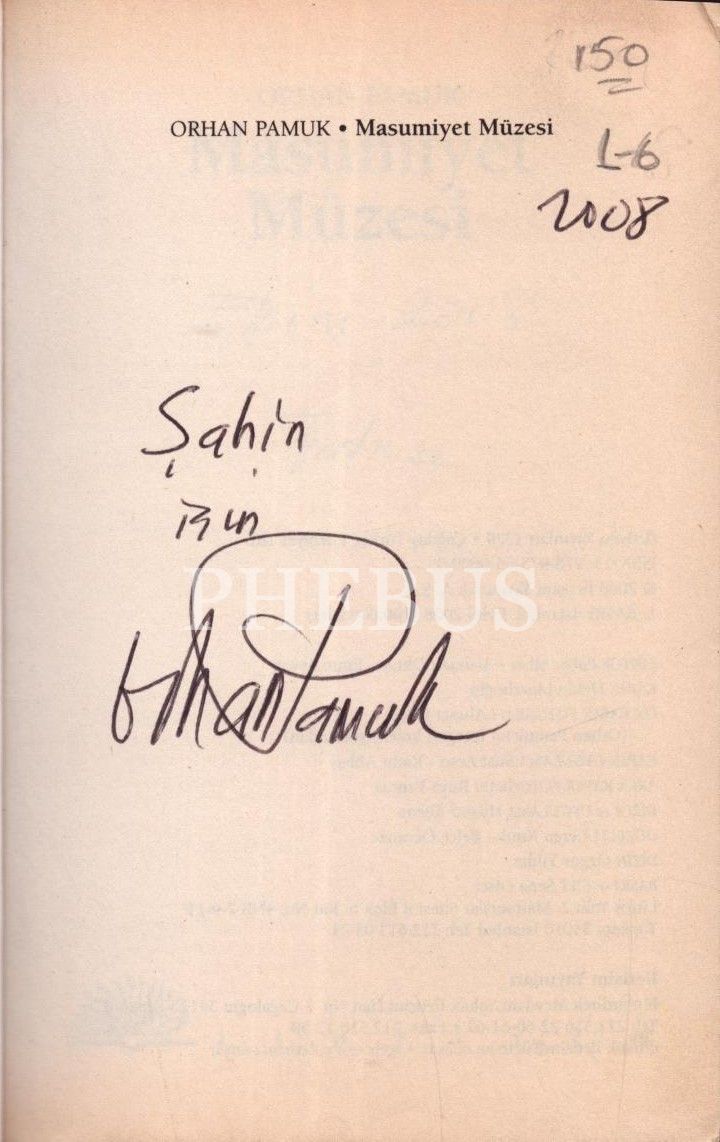 150
ORHAN PAMUK • Masumiyet Müzesi
L-6
2008
Şahin
için
PHEBUS
Orhan Pamuk